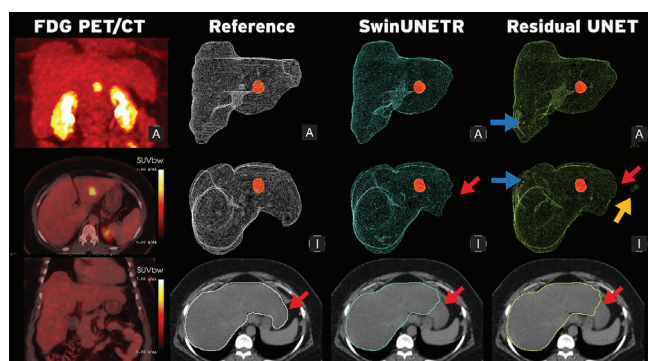 FDG PET/CT Reference SwinUNETR Residual UNET
A A A A
SUVbw
I I I
SUVbw